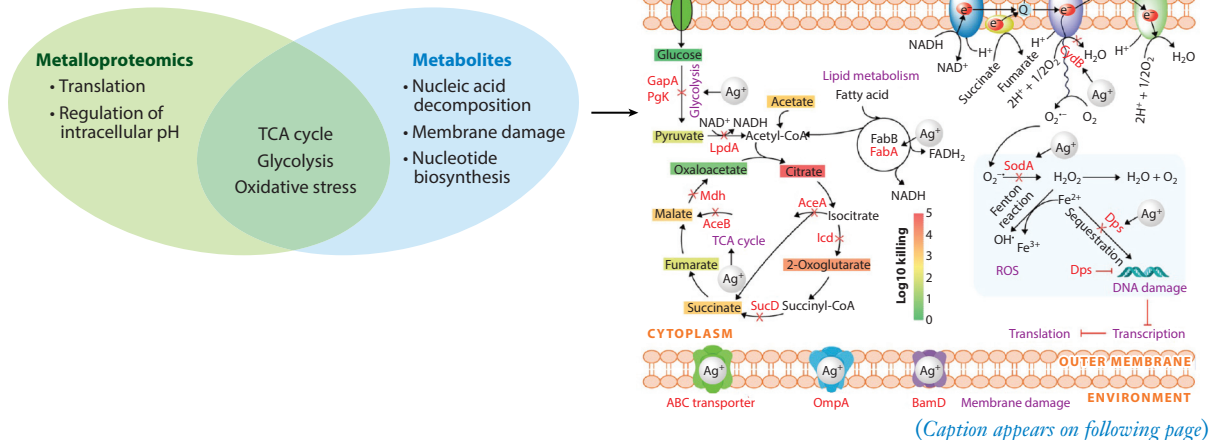 Metalloproteomics
• Translation
• Regulation of
intracellular pH
TCA cycle
Glycolysis
Oxidative stress
Metabolites
• Nucleic acid
decomposition
• Membrane damage
• Nucleotide
biosynthesis
e⁻
Q
e⁻
e⁻
e⁻
e⁻
NADH
H⁺
NAD⁺
Succinate
Fumarate
H⁺
2H⁺ + 1/2O₂
CydB
H₂O
Ag⁺
O₂•⁻
O₂
H⁺
2H⁺ + 1/2O₂
H₂O
Glucose
GapA
PgK
Glycolysis
Ag⁺
Lipid metabolism
Fatty acid
Acetate
Pyruvate
NAD⁺
NADH
LpdA
Acetyl-CoA
FabB
FabA
Ag⁺
FADH₂
NADH
Oxaloacetate
Citrate
Mdh
Malate
AceB
AceA
Isocitrate
TCA cycle
Icd
Fumarate
Ag⁺
2-Oxoglutarate
Succinate
SucD
Succinyl-CoA
Log10 killing
5
4
3
2
1
0
SodA
Ag⁺
O₂⁻•
H₂O₂
H₂O + O₂
Fenton
reaction
Fe²⁺
OH•
Fe³⁺
Sequestration
Dps
Ag⁺
ROS
Dps
DNA damage
Translation
Transcription
CYTOPLASM
OUTER MEMBRANE
ENVIRONMENT
Ag⁺
Ag⁺
Ag⁺
ABC transporter
OmpA
BamD
Membrane damage
(Caption appears on following page)